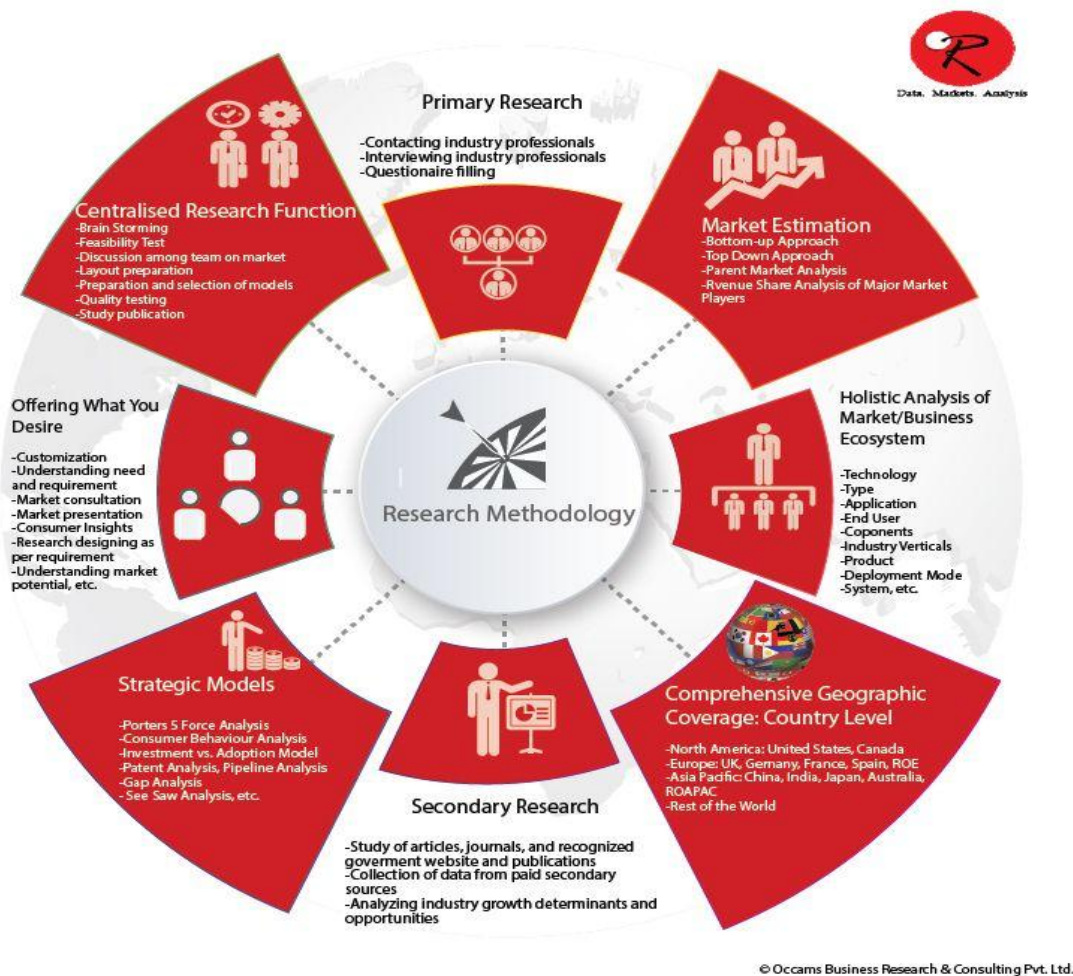 R
Data. Markets. Analysis
Primary Research
-Contacting industry professionals
-Interviewing industry professionals
-Questionaire filling
Centralised Research Function
-Brain Storming
-Feasibility Test
-Discussion among team on market
-Layout preparation
-Preparation and selection of models
-Quality testing
-Study publication
Market Estimation
-Bottom-up Approach
-Top Down Approach
-Parent Market Analysis
-Rvenue Share Analysis of Major Market
Players
Offering What You
Desire
-Customization
-Understanding need
and requirement
-Market consultation
-Market presentation
-Consumer Insights
-Research designing as
per requirement
-Understanding market
potential, etc.
Research Methodology
Holistic Analysis of
Market/Business
Ecosystem
-Technology
-Type
-Application
-End User
-Coponents
-Industry Verticals
-Product
-Deployment Mode
-System, etc.
Strategic Models
-Porters 5 Force Analysis
-Consumer Behaviour Analysis
-Investment vs. Adoption Model
-Patent Analysis, Pipeline Analysis
-Gap Analysis
- See Saw Analysis, etc.
Secondary Research
-Study of articles, journals, and recognized
goverment website and publications
-Collection of data from paid secondary
sources
-Analyzing industry growth determinants and
opportunities
Comprehensive Geographic
Coverage: Country Level
-North America: United States, Canada
-Europe: UK, Gemany, France, Spain, ROE
-Asia Pacific: China, India, Japan, Australia,
ROAPAC
-Rest of the World
© Occams Business Research & Consulting Pvt. Ltd.